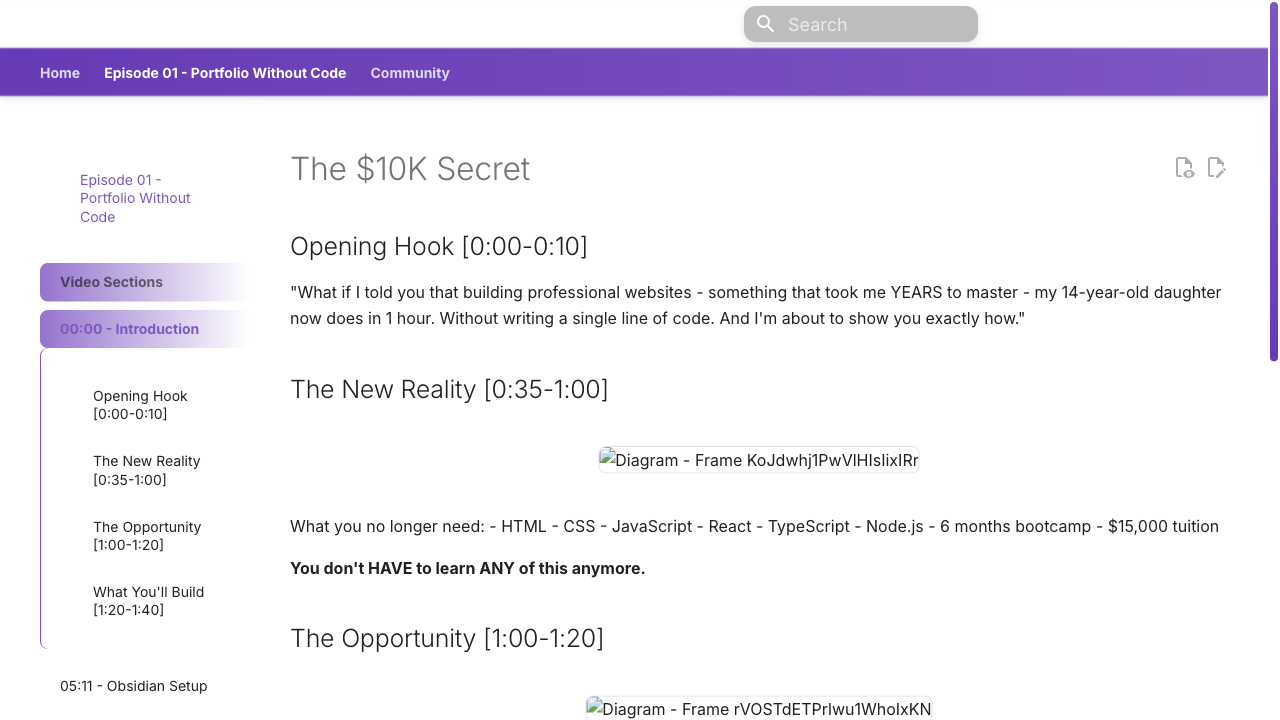 Search
Home
Episode 01 - Portfolio Without Code
Community
Episode 01 -
Portfolio Without
Code
Video Sections
00:00 - Introduction
Opening Hook
[0:00-0:10]
The New Reality
[0:35-1:00]
The Opportunity
[1:00-1:20]
What You'll Build
[1:20-1:40]
05:11 - Obsidian Setup
The $10K Secret
Opening Hook [0:00-0:10]
"What if I told you that building professional websites - something that took me YEARS to master - my 14-year-old daughter
now does in 1 hour. Without writing a single line of code. And I'm about to show you exactly how."
The New Reality [0:35-1:00]
Diagram - Frame KoJdwhj1PwVlHIsIixIRr
What you no longer need: - HTML - CSS - JavaScript - React - TypeScript - Node.js - 6 months bootcamp - $15,000 tuition
You don't HAVE to learn ANY of this anymore.
The Opportunity [1:00-1:20]
Diagram - Frame rVOSTdETPrIwu1WhoIxKN